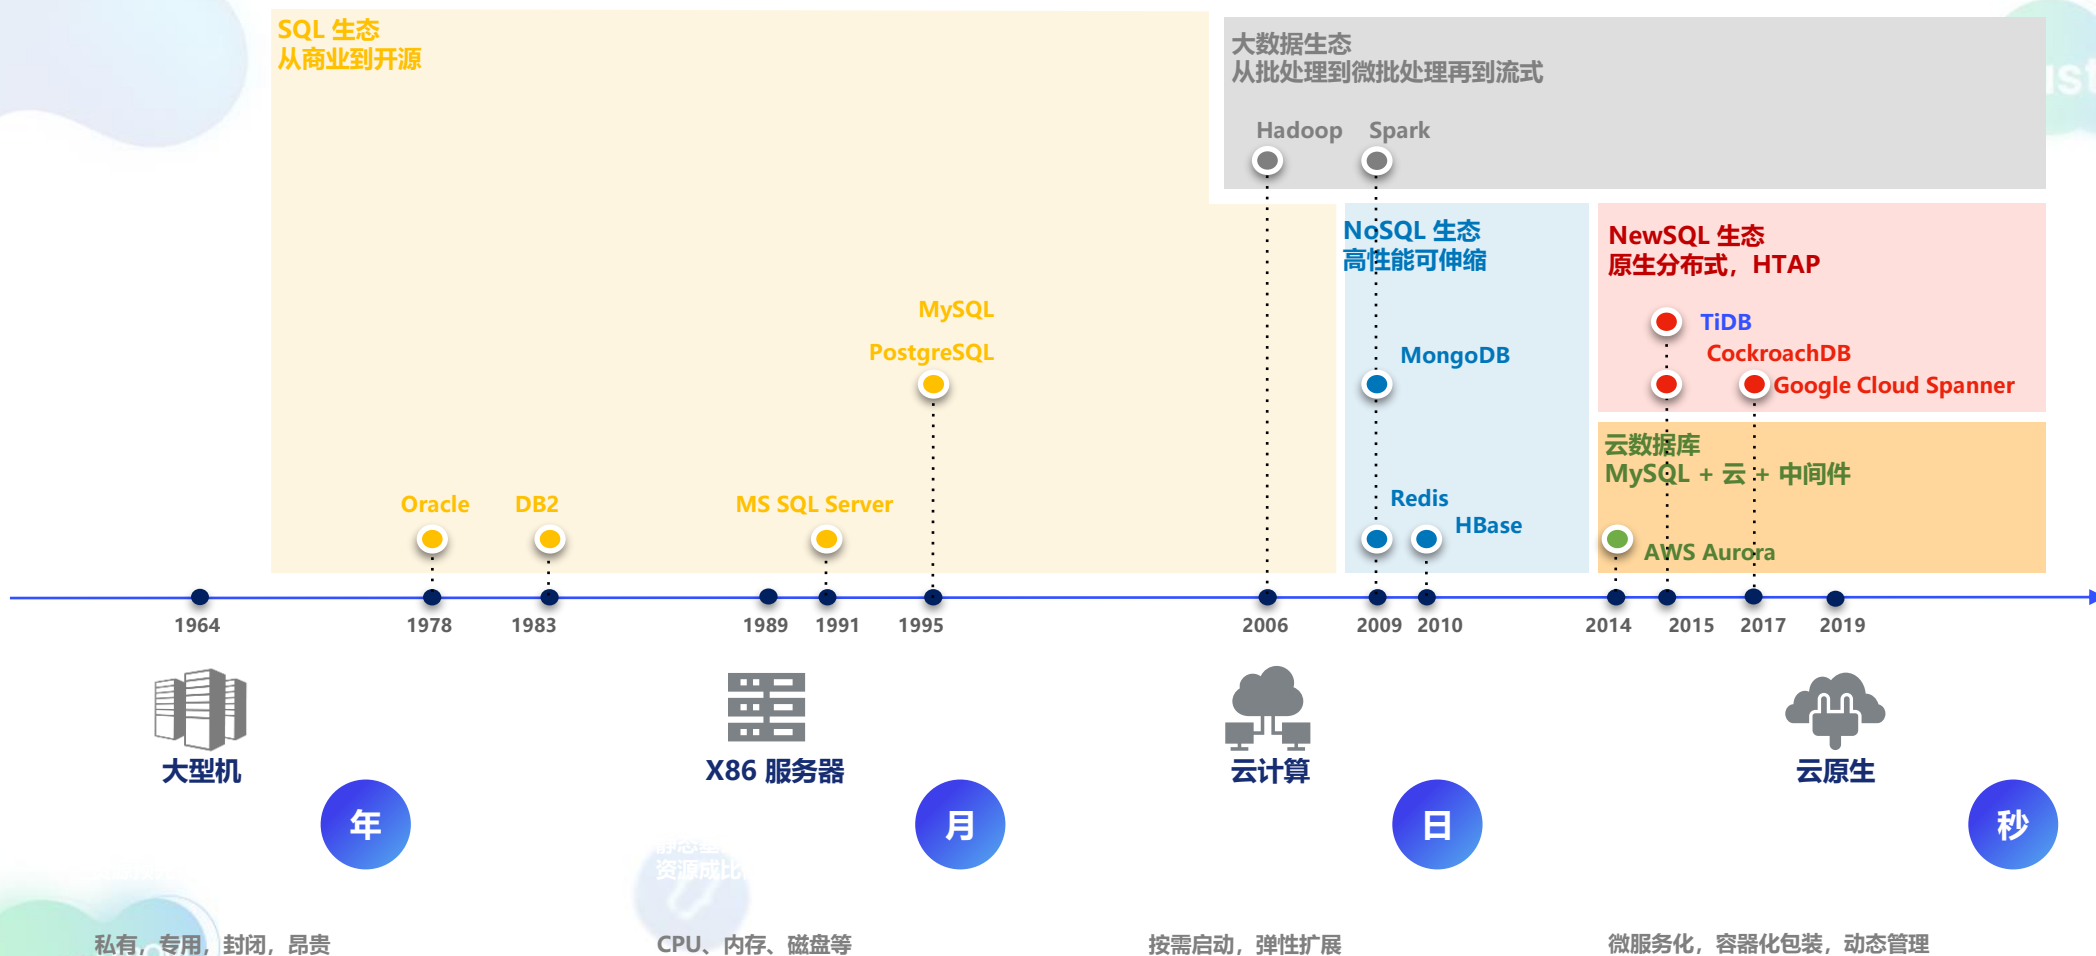 SQL 生态
从商业到开源
大数据生态
从批处理到微批处理再到流式
Hadoop
Spark
NoSQL 生态
高性能可伸缩
NewSQL 生态
原生分布式，HTAP
MySQL
PostgreSQL
MongoDB
TiDB
CockroachDB
Google Cloud Spanner
云数据库
MySQL + 云 + 中间件
Oracle
DB2
MS SQL Server
Redis
HBase
AWS Aurora
1964
1978
1983
1989
1991
1995
2006
2009
2010
2014
2015
2017
2019
大型机
X86 服务器
云计算
云原生
年
月
日
秒
资源成比
私有，专用，封闭，昂贵
CPU、内存、磁盘等
按需启动，弹性扩展
微服务化，容器化包装，动态管理